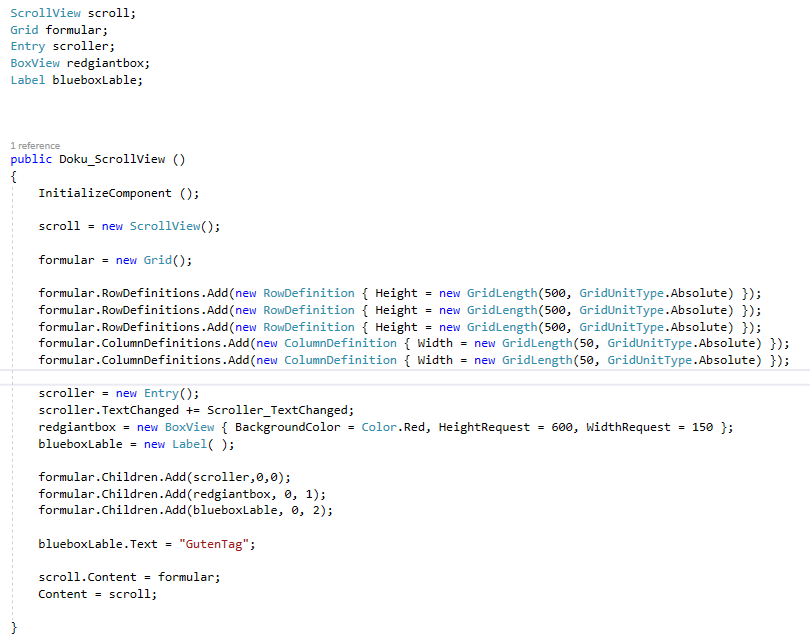 ScrollView scroll;
Grid formular;
Entry scroller;
BoxView redgiantbox;
Label blueboxLable;
1 reference
public Doku_ScrollView ()
{
InitializeComponent ();
scroll = new ScrollView();
formular = new Grid();
formular.RowDefinitions.Add(new RowDefinition { Height = new GridLength(500, GridUnitType.Absolute) });
formular.RowDefinitions.Add(new RowDefinition { Height = new GridLength(500, GridUnitType.Absolute) });
formular.RowDefinitions.Add(new RowDefinition { Height = new GridLength(500, GridUnitType.Absolute) });
formular.ColumnDefinitions.Add(new ColumnDefinition { Width = new GridLength(50, GridUnitType.Absolute) });
formular.ColumnDefinitions.Add(new ColumnDefinition { Width = new GridLength(50, GridUnitType.Absolute) });
scroller = new Entry();
scroller.TextChanged += Scroller_TextChanged;
redgiantbox = new BoxView { BackgroundColor = Color.Red, HeightRequest = 600, WidthRequest = 150 };
blueboxLable = new Label( );
formular.Children.Add(scroller,0,0);
formular.Children.Add(redgiantbox, 0, 1);
formular.Children.Add(blueboxLable, 0, 2);
blueboxLable.Text = "GutenTag";
scroll.Content = formular;
Content = scroll;
}